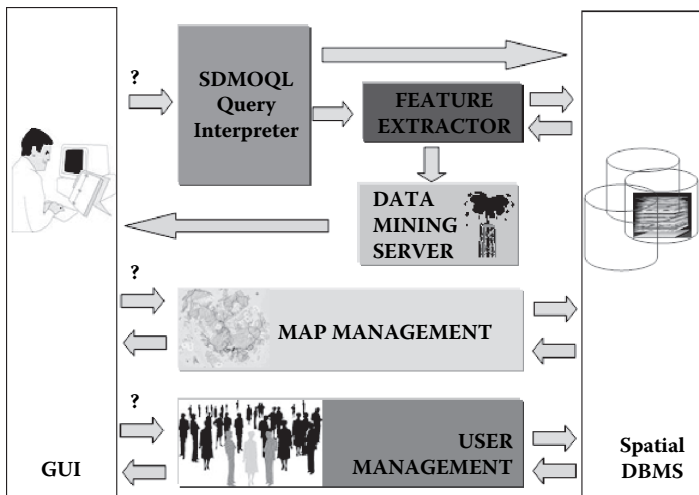 ?
SDMOQL
Query
Interpreter
FEATURE
EXTRACTOR
DATA
MINING
SERVER
?
MAP MANAGEMENT
?
USER
MANAGEMENT
GUI
Spatial
DBMS